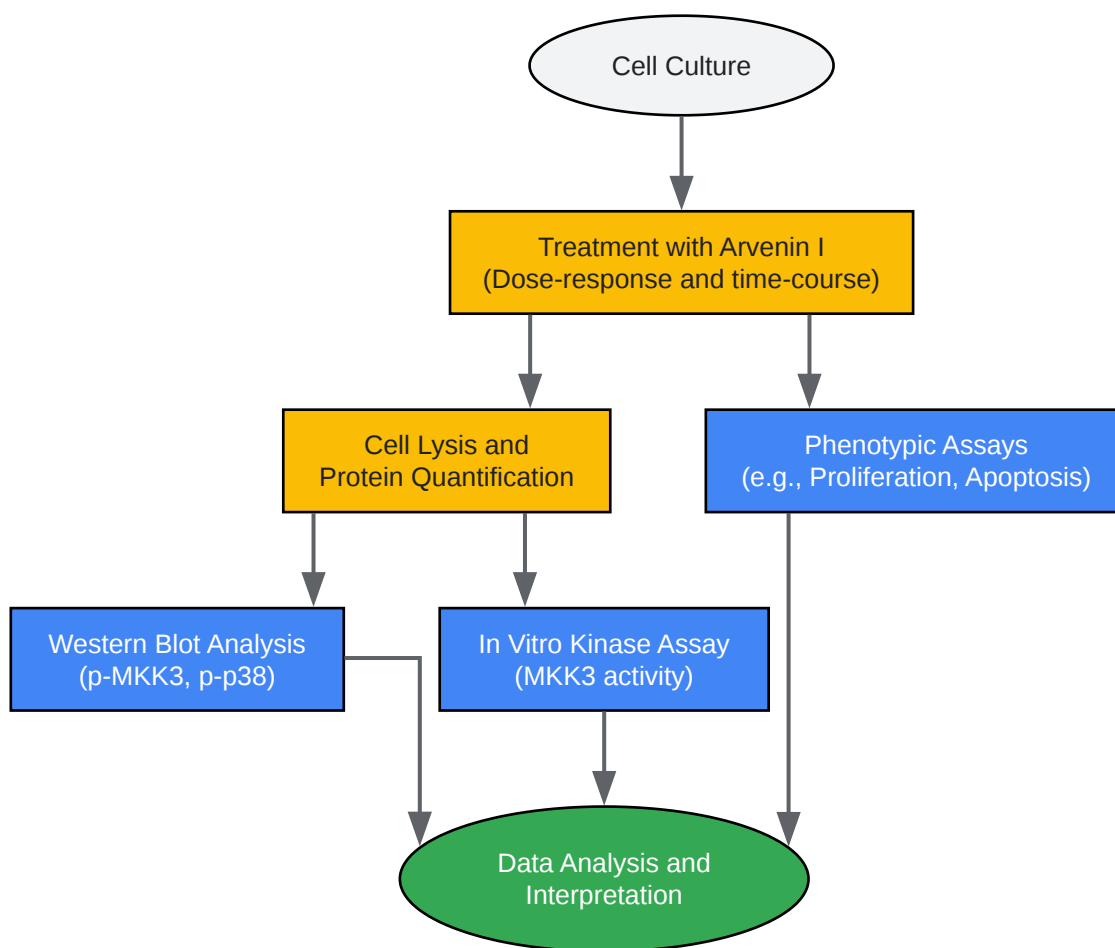 Cell Culture
Treatment with Arvenin I
(Dose-response and time-course)
Cell Lysis and
Protein Quantification
Phenotypic Assays
(e.g., Proliferation, Apoptosis)
Western Blot Analysis
(p-MKK3, p-p38)
In Vitro Kinase Assay
(MKK3 activity)
Data Analysis and
Interpretation